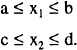 a ≤ x₁ ≤ b
c ≤ x₂ ≤ d.